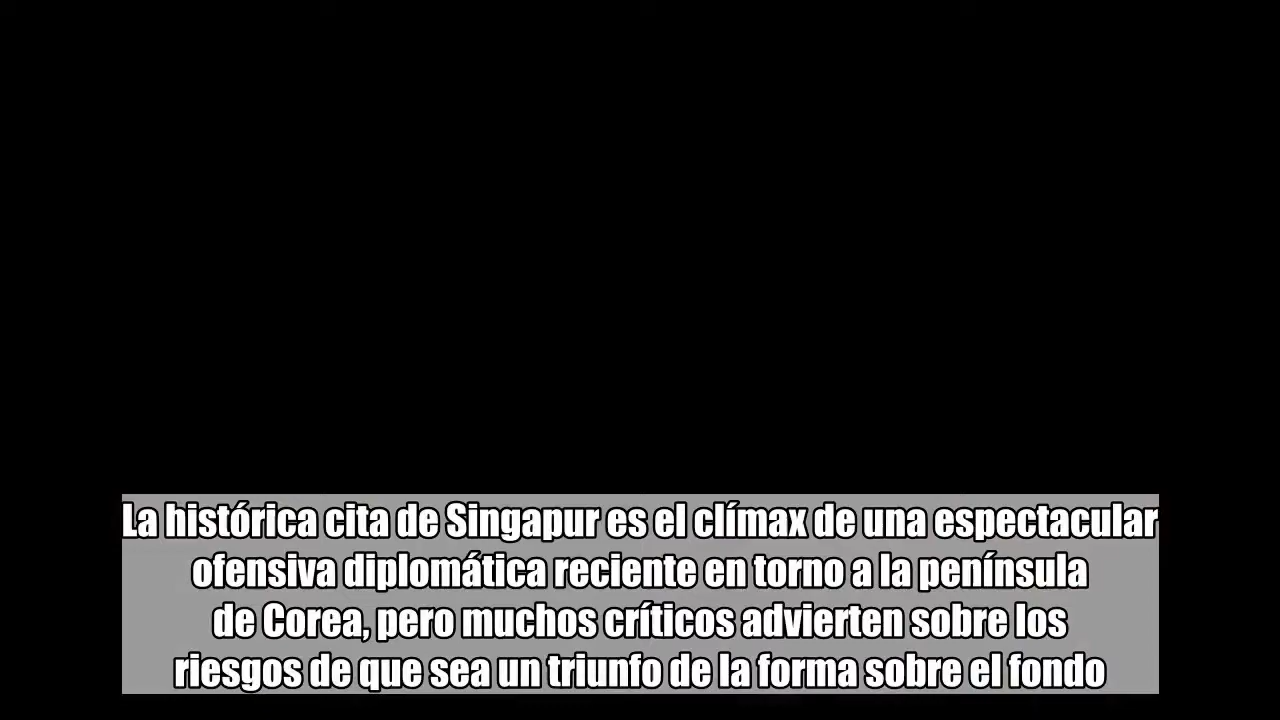 La histórica cita de Singapur es el clímax de una espectacular
ofensiva diplomática reciente en torno a la península
de Corea, pero muchos críticos advierten sobre los
riesgos de que sea un triunfo de la forma sobre el fondo